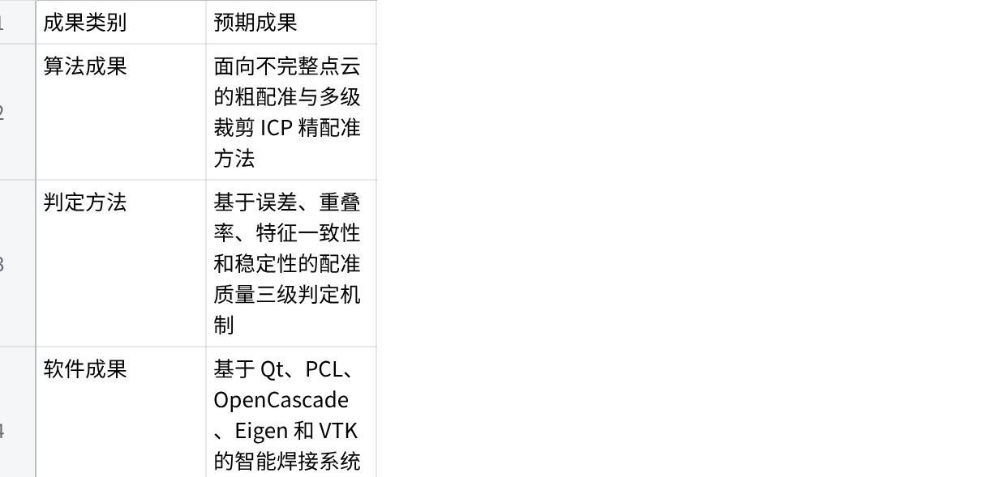 1
成果类别
预期成果
2
算法成果
面向不完整点云
的粗配准与多级
裁剪 ICP 精配准
方法
3
判定方法
基于误差、重叠
率、特征一致性
和稳定性的配准
质量三级判定机
制
4
软件成果
基于 Qt、PCL、
OpenCascade
、Eigen 和 VTK
的智能焊接系统